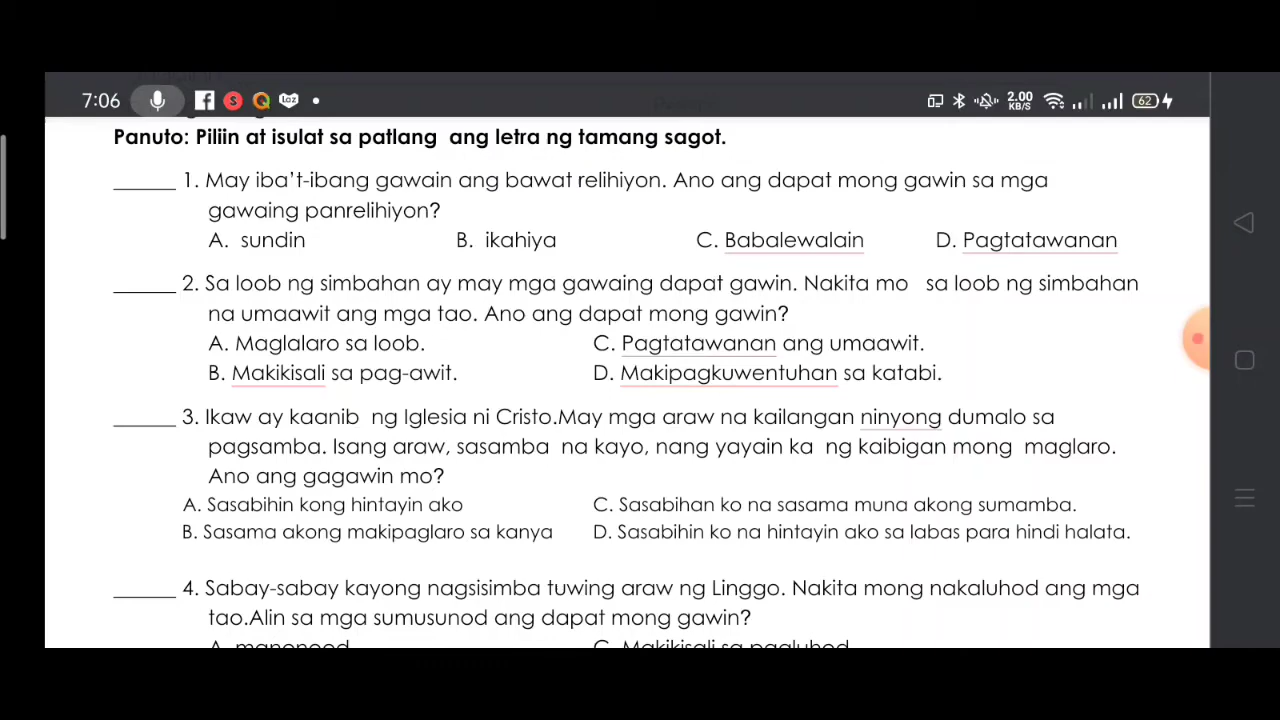 7:06
2.00
KB/S
62
Panuto: Piliin at isulat sa patlang ang letra ng tamang sagot.
______ 1. May iba't-ibang gawain ang bawat relihiyon. Ano ang dapat mong gawin sa mga
gawaing panrelihiyon?
A. sundin B. ikahiya C. Babalewalain D. Pagtatawanan
______ 2. Sa loob ng simbahan ay may mga gawaing dapat gawin. Nakita mo sa loob ng simbahan
na umaawit ang mga tao. Ano ang dapat mong gawin?
A. Maglalaro sa loob. C. Pagtatawanan ang umaawit.
B. Makikisali sa pag-awit. D. Makipagkuwentuhan sa katabi.
______ 3. Ikaw ay kaanib ng Iglesia ni Cristo.May mga araw na kailangan ninyong dumalo sa
pagsamba. Isang araw, sasamba na kayo, nang yayain ka ng kaibigan mong maglaro.
Ano ang gagawin mo?
A. Sasabihin kong hintayin ako C. Sasabihan ko na sasama muna akong sumamba.
B. Sasama akong makipaglaro sa kanya D. Sasabihin ko na hintayin ako sa labas para hindi halata.
______ 4. Sabay-sabay kayong nagsisimba tuwing araw ng Linggo. Nakita mong nakaluhod ang mga
tao.Alin sa mga sumusunod ang dapat mong gawin?
A. manonood C. Makikisali sa pagluhod